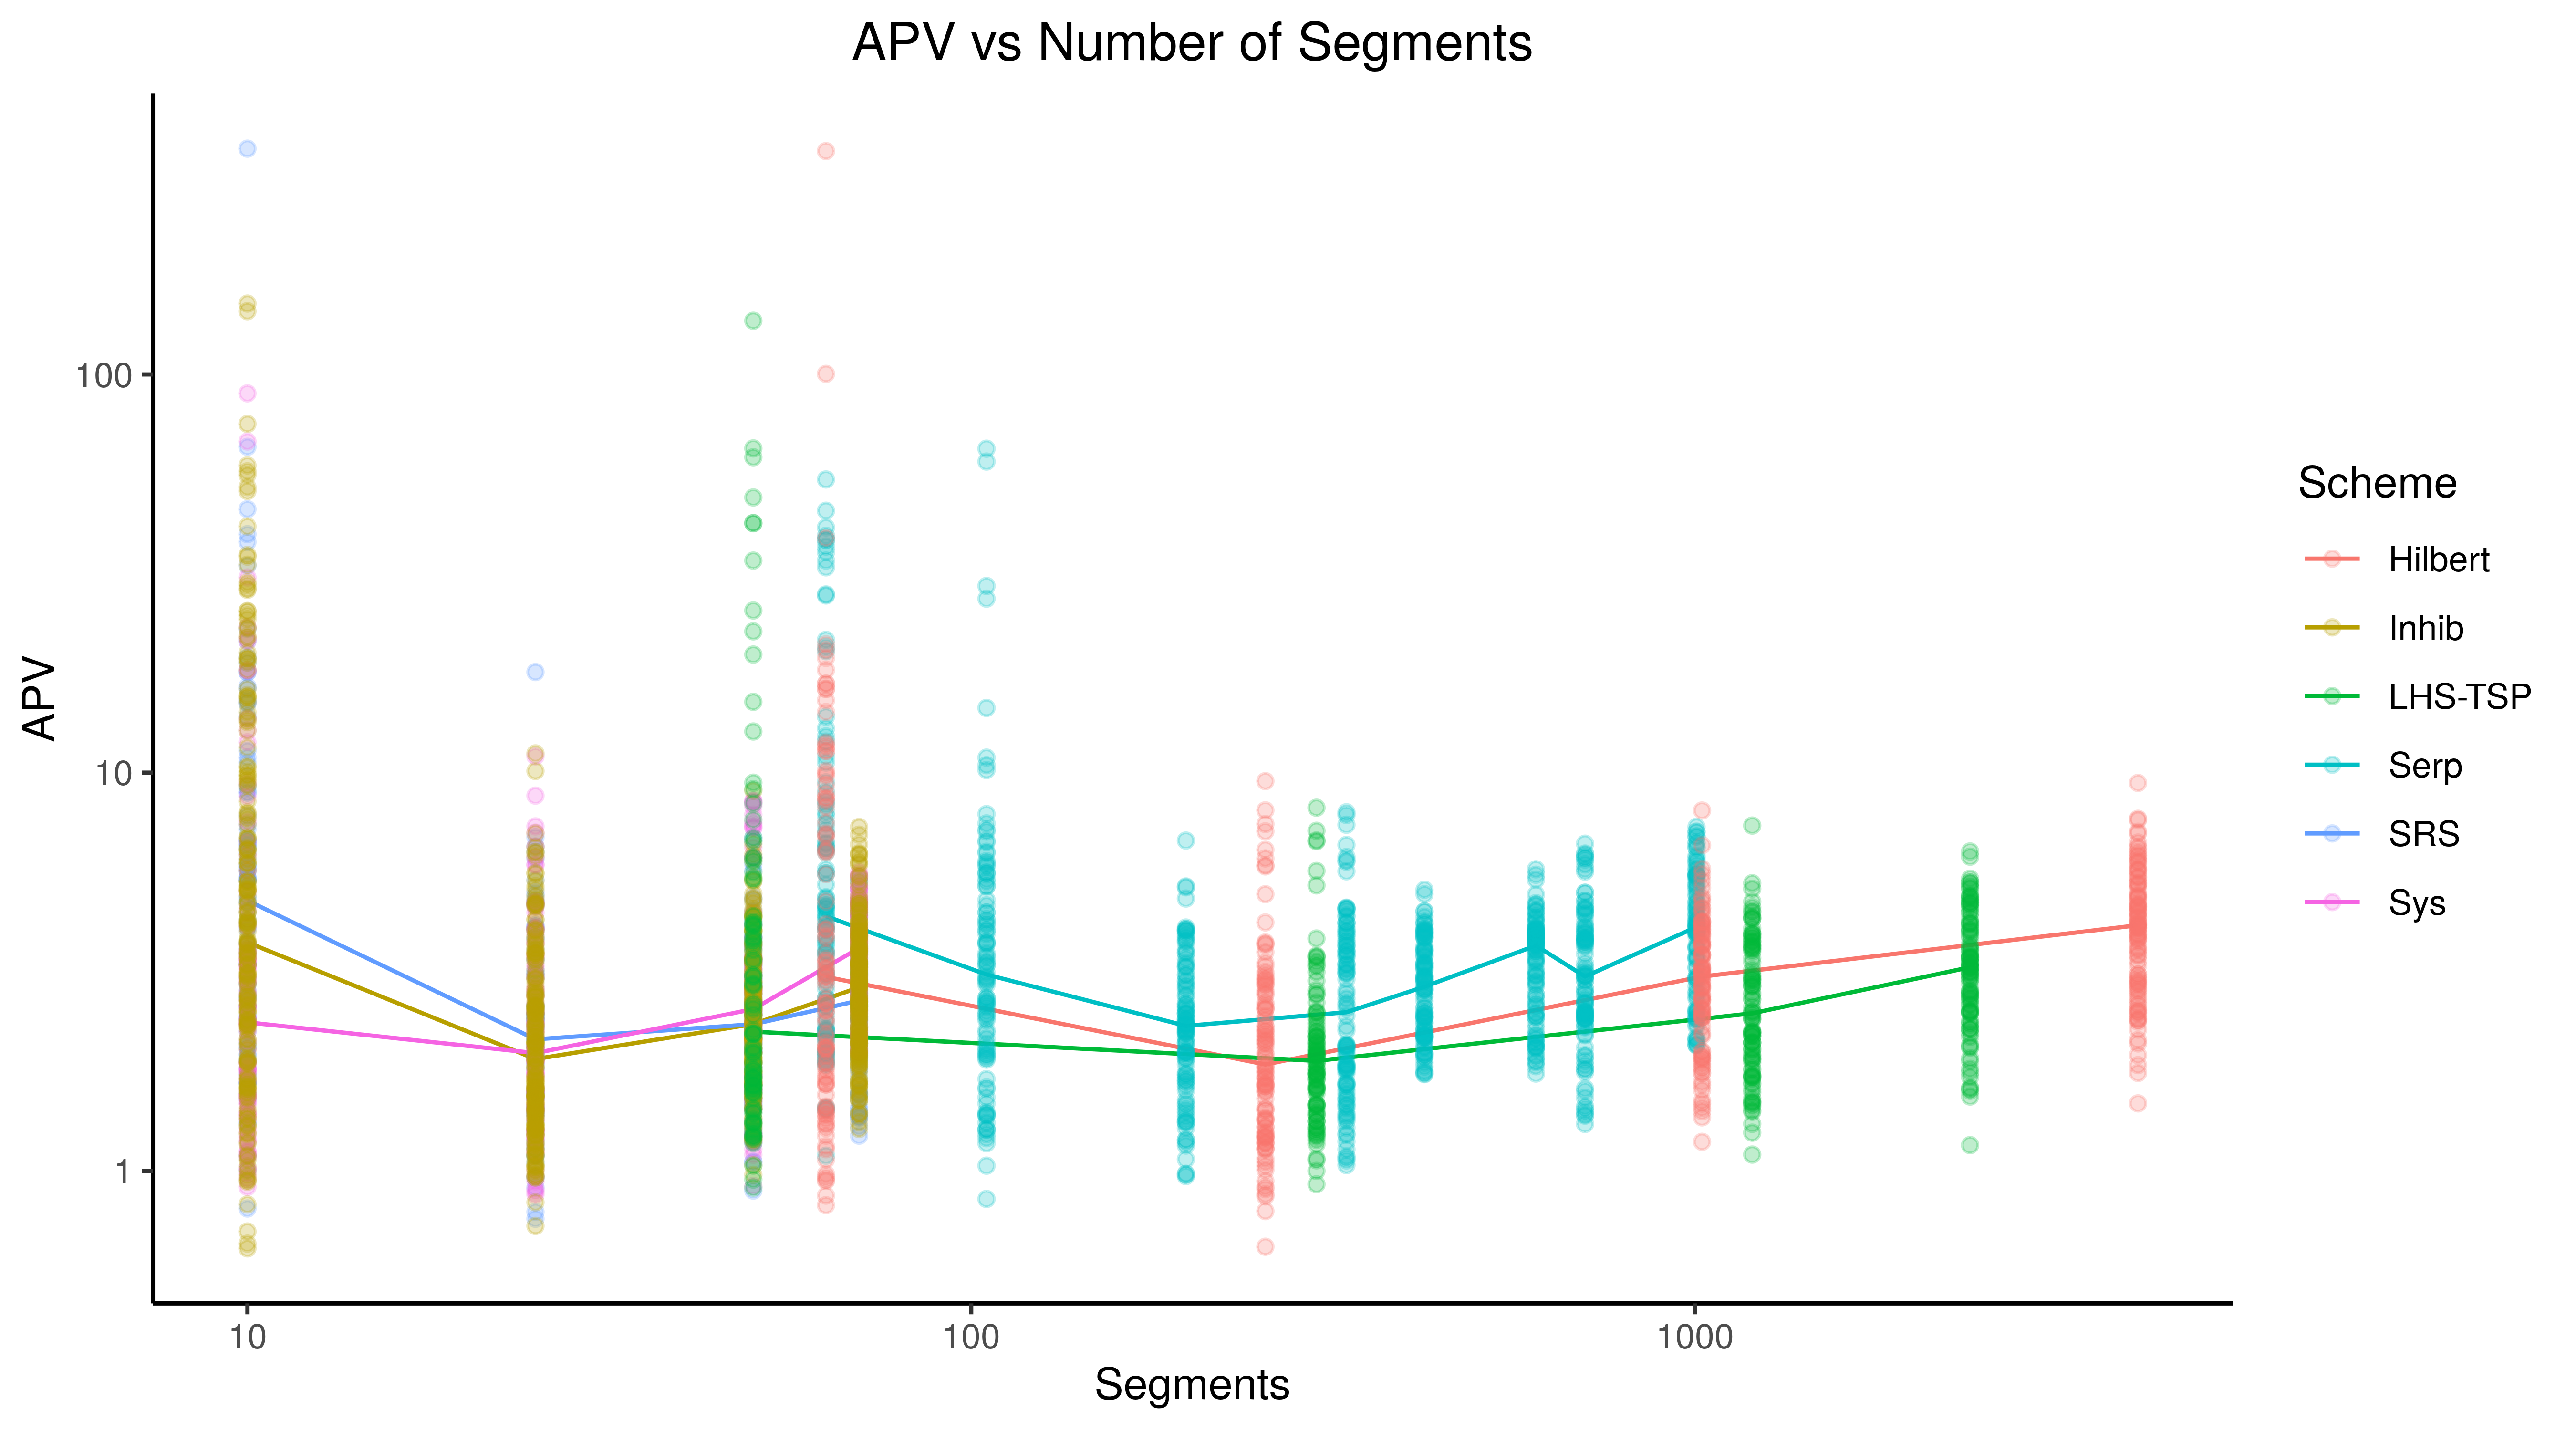 APV vs Number of Segments
APV
100
10
1
10
100
1000
Segments
Scheme
Hilbert
Inhib
LHS-TSP
Serp
SRS
Sys